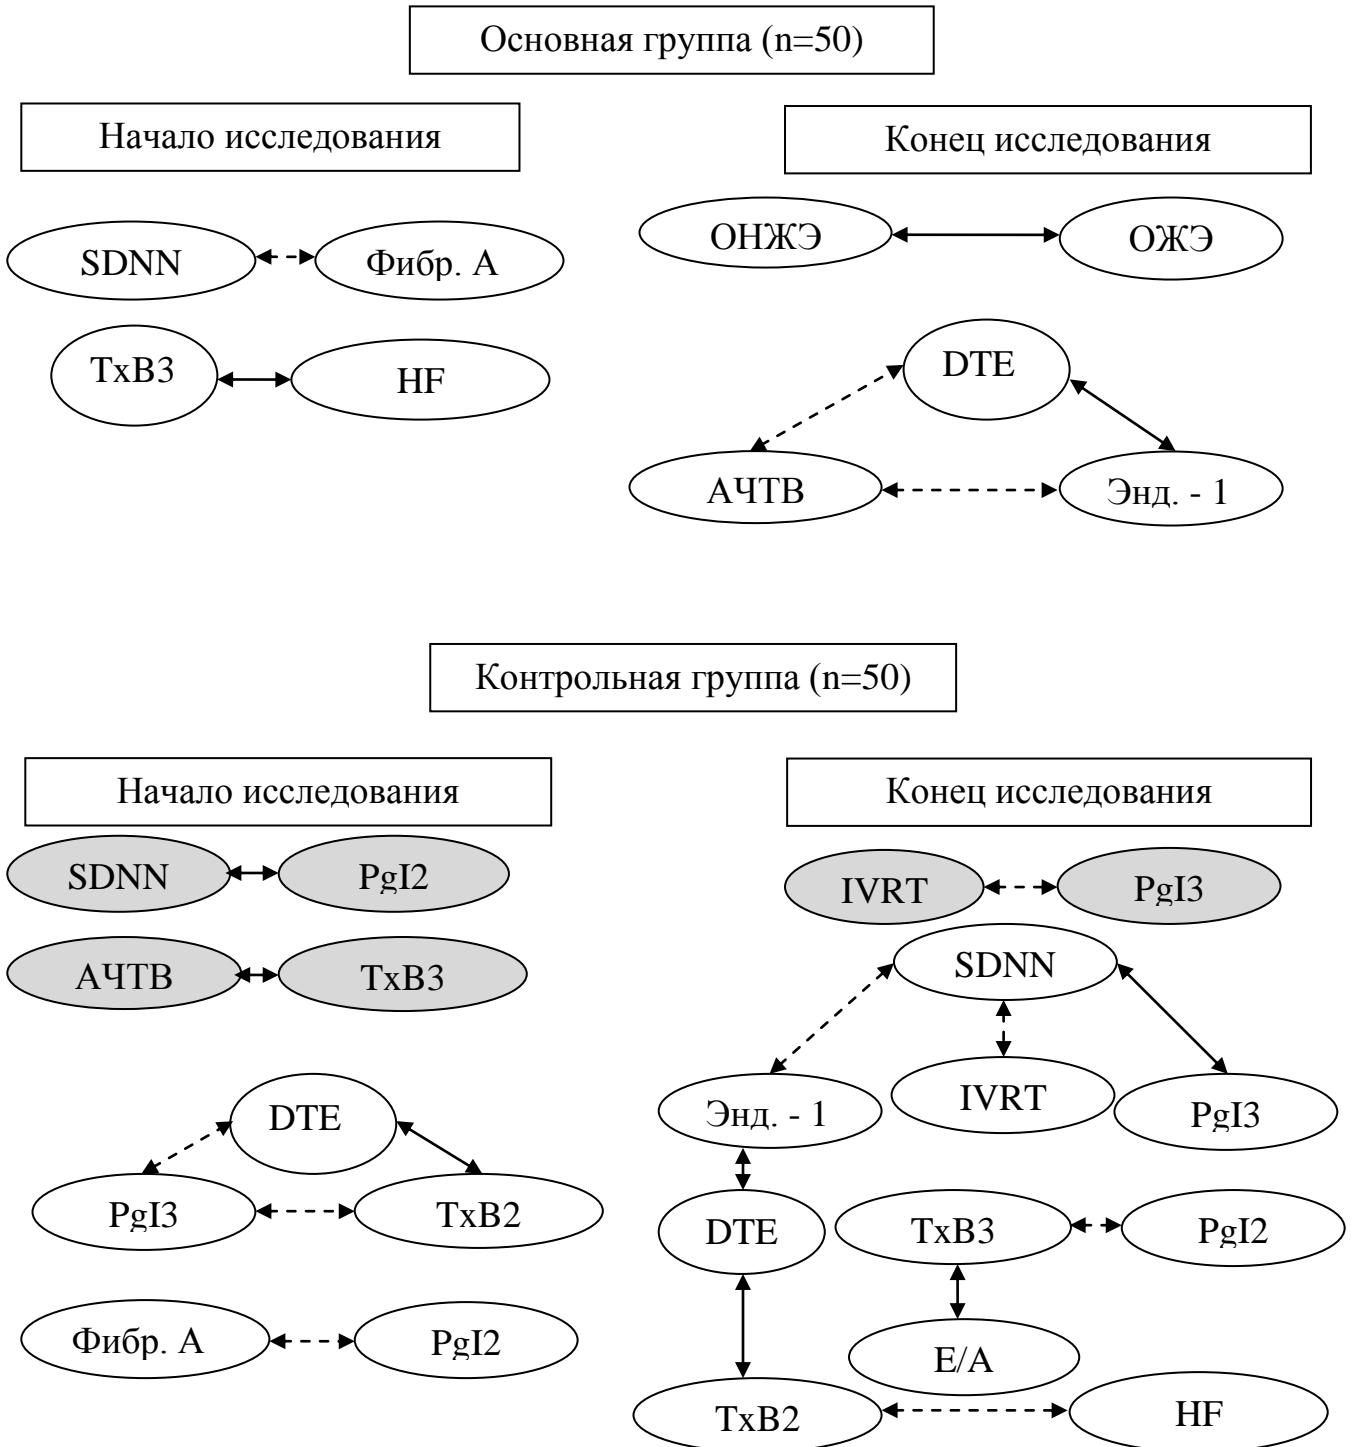 Основная группа (n=50)
Начало исследования
Конец исследования
SDNN
Фибр. А
TxB3
HF
ОНЖЭ
ОЖЭ
DTE
АЧТВ
Энд. - 1
Контрольная группа (n=50)
Начало исследования
Конец исследования
SDNN
PgI2
АЧТВ
TxB3
DTE
PgI3
TxB2
Фибр. А
PgI2
IVRT
PgI3
SDNN
Энд. - 1
IVRT
PgI3
DTE
TxB3
PgI2
E/A
TxB2
HF